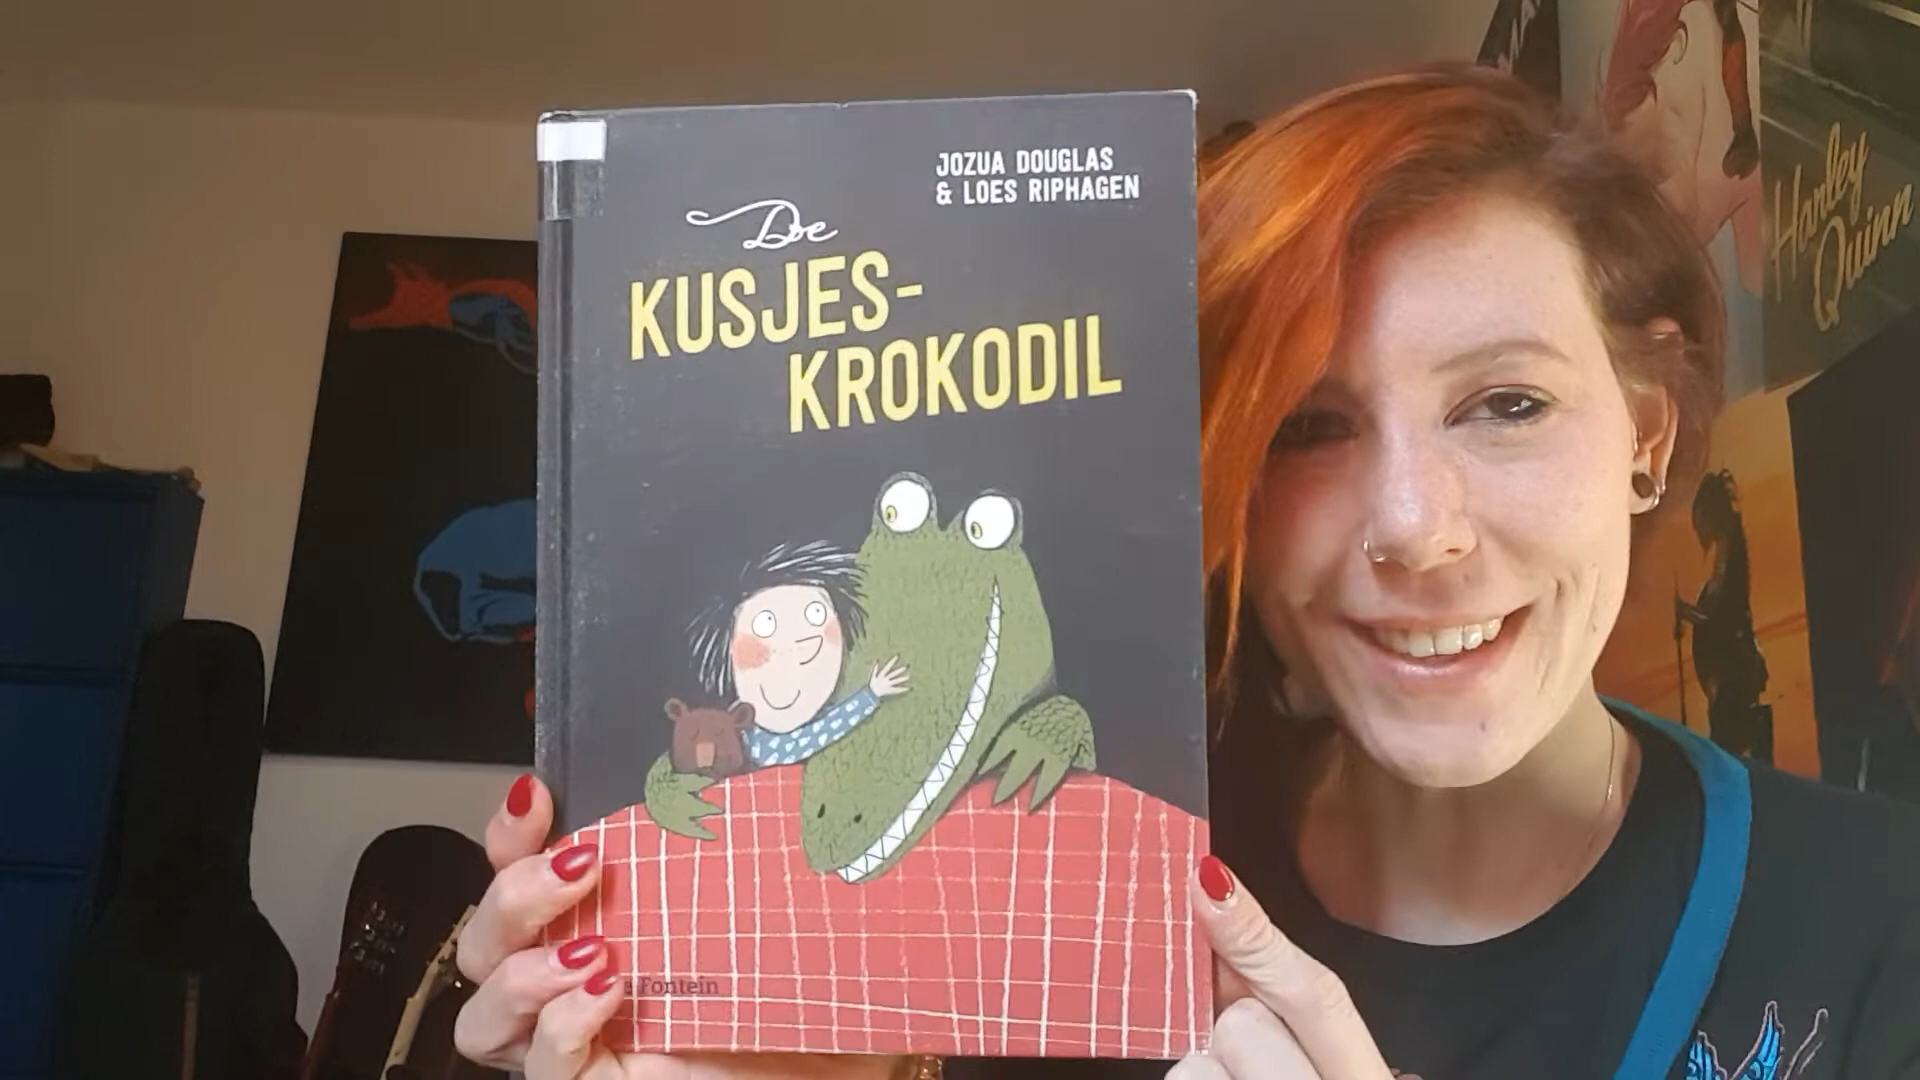 JOZUA DOUGLAS
& LOES RIPHAGEN
De
KUSJES-
KROKODIL
Fontein
Harley
Quinn